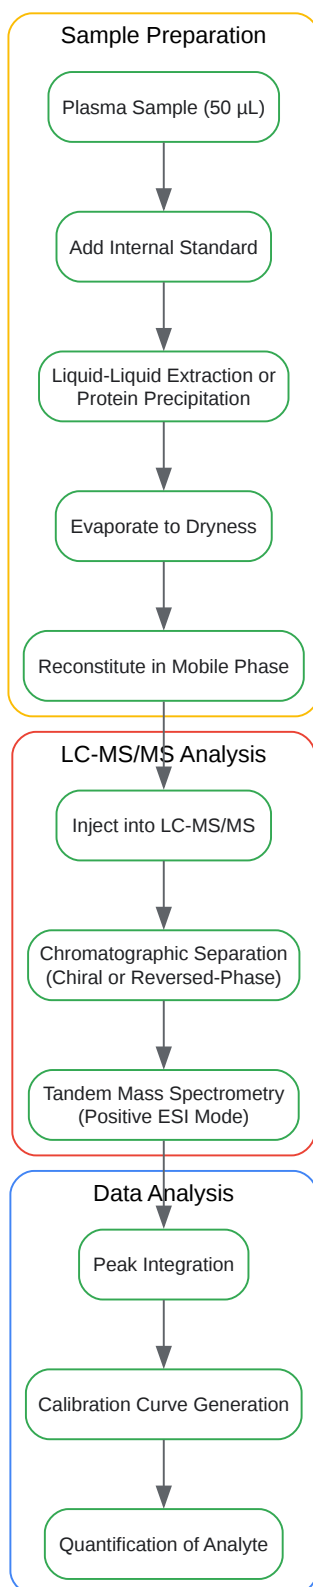 Sample Preparation
Plasma Sample (50 µL)
Add Internal Standard
Liquid-Liquid Extraction or
Protein Precipitation
Evaporate to Dryness
Reconstitute in Mobile Phase
LC-MS/MS Analysis
Inject into LC-MS/MS
Chromatographic Separation
(Chiral or Reversed-Phase)
Tandem Mass Spectrometry
(Positive ESI Mode)
Data Analysis
Peak Integration
Calibration Curve Generation
Quantification of Analyte